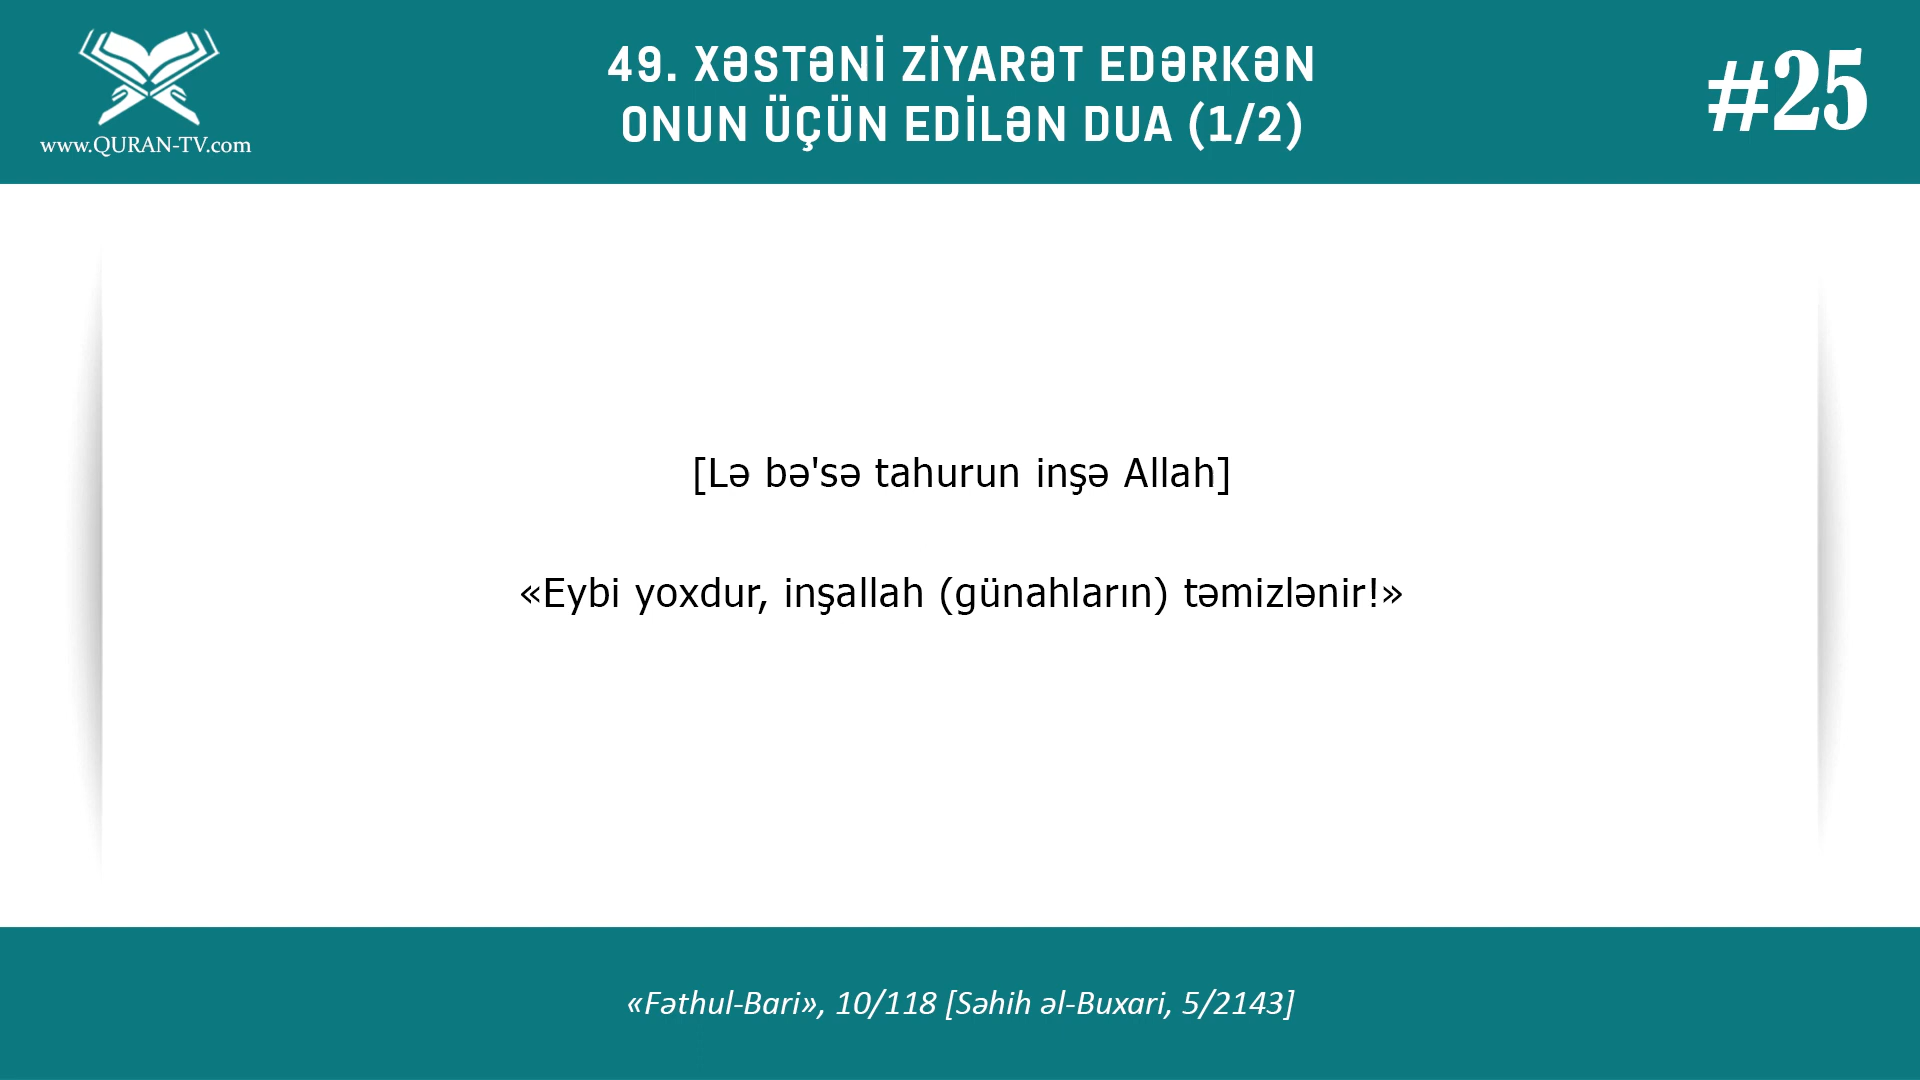 49. XƏSTƏNİ ZİYARƏT EDƏRKƏN
ONUN ÜÇÜN EDİLƏN DUA (1/2)
#25
www.QURAN-TV.com
[Lə bə'sə tahurun inşə Allah]
«Eybi yoxdur, inşallah (günahların) təmizlənir!»
«Fəthul-Bari», 10/118 [Səhih əl-Buxari, 5/2143]